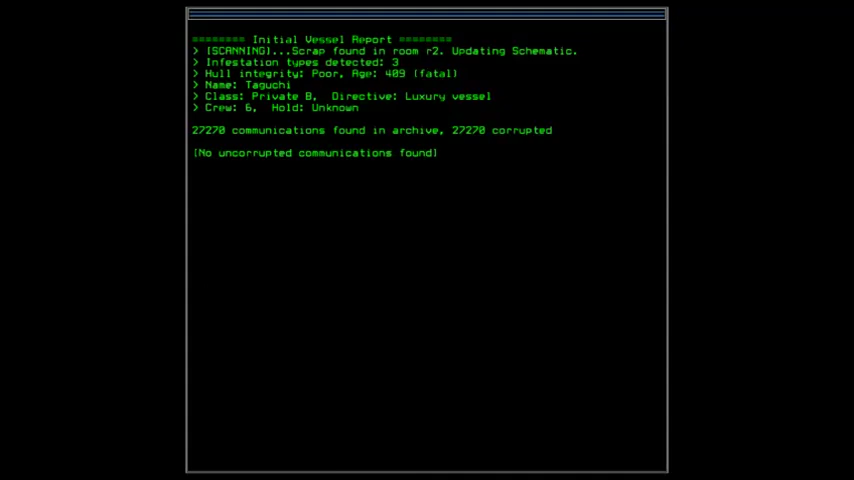 ======== Initial Vessel Report ========
> [SCANNING]...Scrap found in room r2. Updating Schematic.
> Infestation types detected: 3
> Hull integrity: Poor, Age: 409 (fatal)
> Name: Taguchi
> Class: Private B, Directive: Luxury vessel
> Crew: 6, Hold: Unknown
27270 communications found in archive, 27270 corrupted
[No uncorrupted communications found]